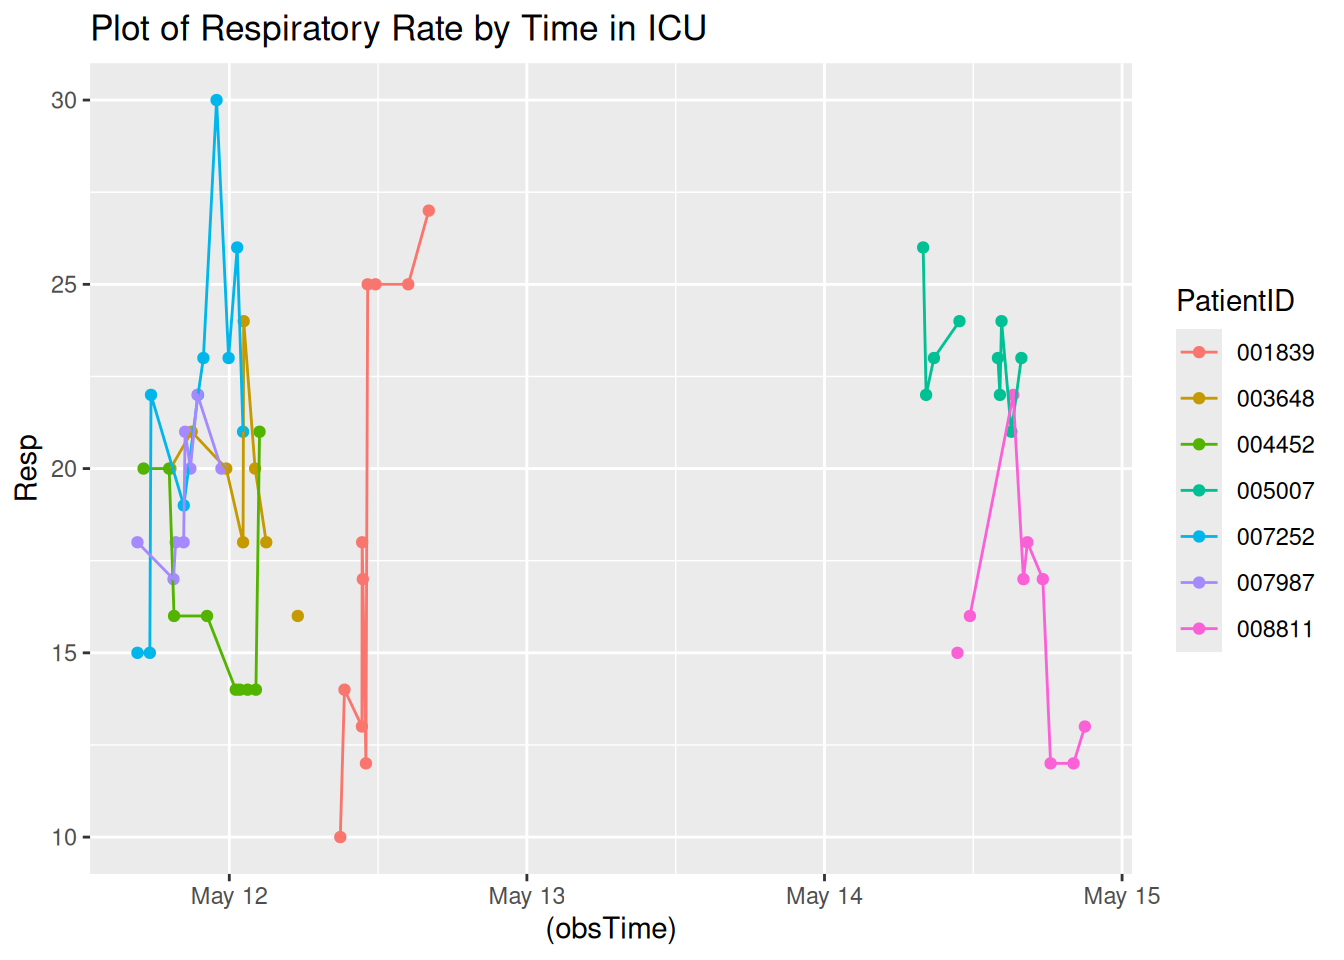 Plot of Respiratory Rate by Time in ICU
30
25
20
15
10
Resp
May 12
May 13
May 14
May 15
(obsTime)
PatientID
001839
003648
004452
005007
007252
007987
008811